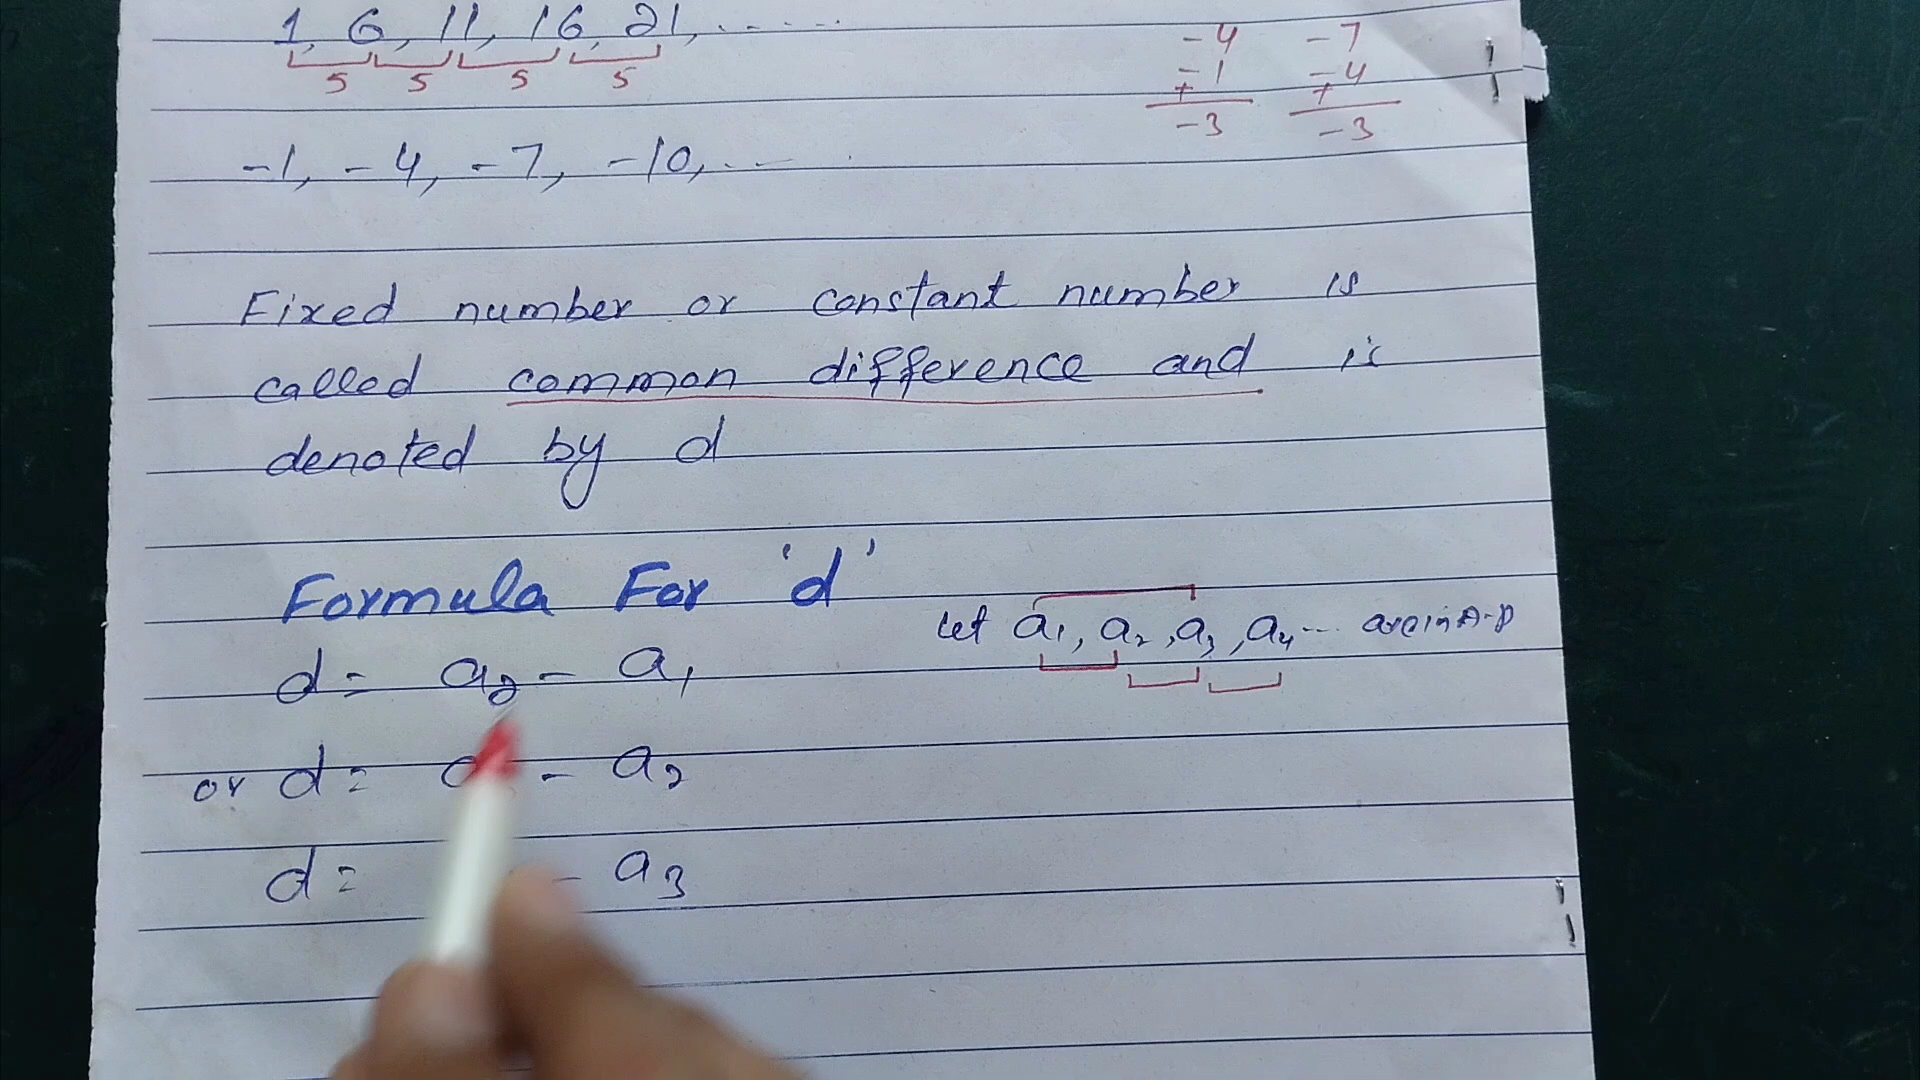 1, 6, 11, 16, 21, ......
5 5 5 5
-4 -7
-1 -4
+ +
-3 -3
-1, -4, -7, -10, ...
Fixed number or constant number is
called common difference and is
denoted by d
Formula For 'd'
Let a1, a2, a3, a4 ... are in A.P
d = a2 - a1
or d = - a2
d = - a3